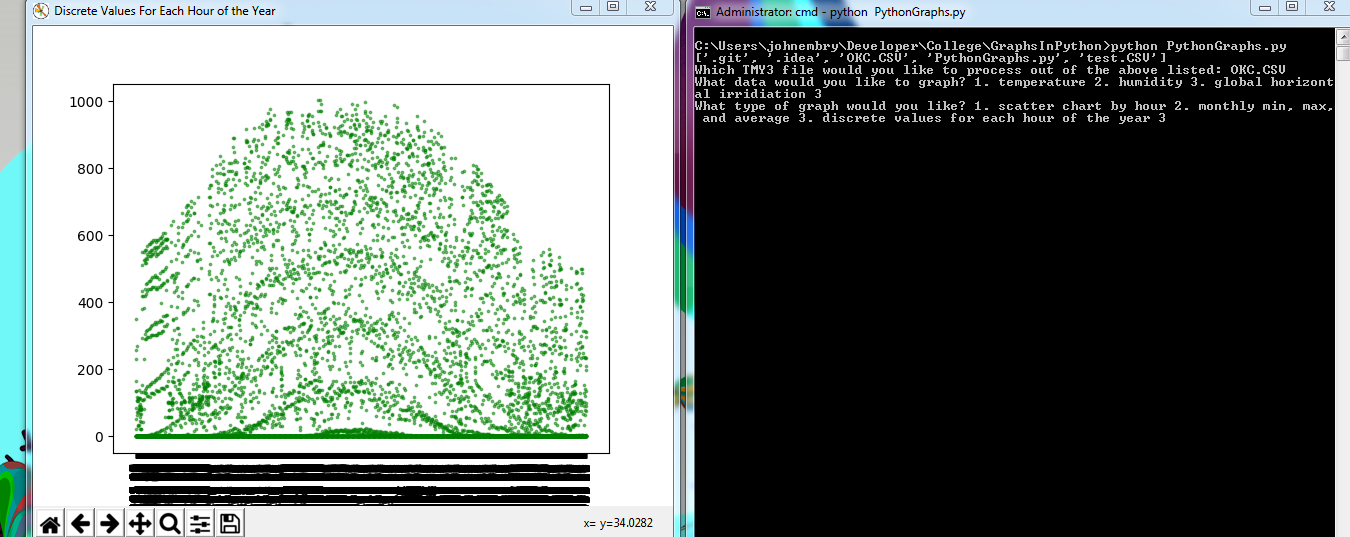 Discrete Values For Each Hour of the Year
1000
800
600
400
200
0
x= y=34.0282
Administrator: cmd - python  PythonGraphs.py
C:\Users\johnembry\Developer\College\GraphsInPython>python PythonGraphs.py
['.git', '.idea', 'OKC.CSV', 'PythonGraphs.py', 'test.CSV']
Which TMY3 file would you like to process out of the above listed: OKC.CSV
What data would you like to graph? 1. temperature 2. humidity 3. global horizont
al irridiation 3
What type of graph would you like? 1. scatter chart by hour 2. monthly min, max,
 and average 3. discrete values for each hour of the year 3